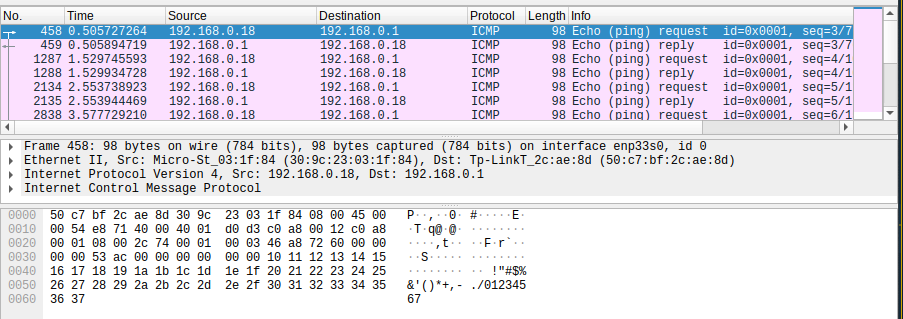 No. Time Source Destination Protocol Length Info
458 0.505727264 192.168.0.18 192.168.0.1 ICMP 98 Echo (ping) request id=0x0001, seq=3/7
459 0.505894719 192.168.0.1 192.168.0.18 ICMP 98 Echo (ping) reply id=0x0001, seq=3/7
1287 1.529745593 192.168.0.18 192.168.0.1 ICMP 98 Echo (ping) request id=0x0001, seq=4/1
1288 1.529934728 192.168.0.1 192.168.0.18 ICMP 98 Echo (ping) reply id=0x0001, seq=4/1
2134 2.553738923 192.168.0.18 192.168.0.1 ICMP 98 Echo (ping) request id=0x0001, seq=5/1
2135 2.553944469 192.168.0.1 192.168.0.18 ICMP 98 Echo (ping) reply id=0x0001, seq=5/1
2838 3.577729210 192.168.0.18 192.168.0.1 ICMP 98 Echo (ping) request id=0x0001, seq=6/1
Frame 458: 98 bytes on wire (784 bits), 98 bytes captured (784 bits) on interface enp33s0, id 0
Ethernet II, Src: Micro-St_03:1f:84 (30:9c:23:03:1f:84), Dst: Tp-LinkT_2c:ae:8d (50:c7:bf:2c:ae:8d)
Internet Protocol Version 4, Src: 192.168.0.18, Dst: 192.168.0.1
Internet Control Message Protocol
0000 50 c7 bf 2c ae 8d 30 9c 23 03 1f 84 08 00 45 00 P··,··0· #·····E·
0010 00 54 e8 71 40 00 40 01 d0 d3 c0 a8 00 12 c0 a8 ·T·q@·@· ········
0020 00 01 08 00 2c 74 00 01 00 03 46 a8 72 60 00 00 ····,t·· ··F·r`··
0030 00 00 53 ac 00 00 00 00 00 00 10 11 12 13 14 15 ··S····· ········
0040 16 17 18 19 1a 1b 1c 1d 1e 1f 20 21 22 23 24 25 ········ ·· !"#$%
0050 26 27 28 29 2a 2b 2c 2d 2e 2f 30 31 32 33 34 35 &'()*+,- ./012345
0060 36 37 67